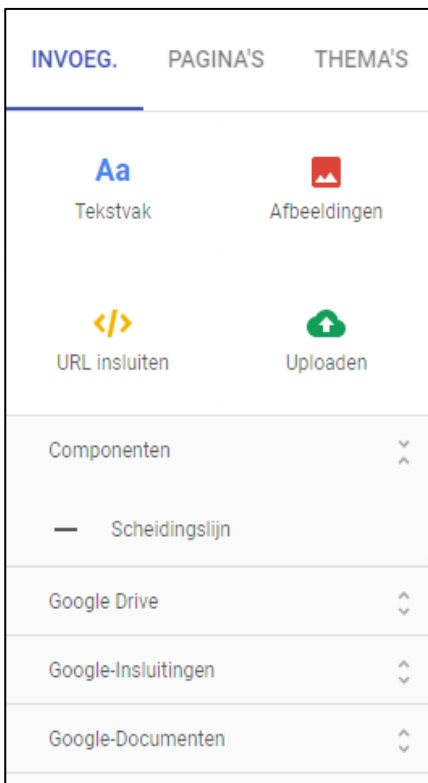 INVOEG. PAGINA'S THEMA'S
Aa
Tekstvak Afbeeldingen
</>
URL insluiten Uploaden
Componenten
Scheidingslijn
Google Drive
Google-Insluitingen
Google-Documenten